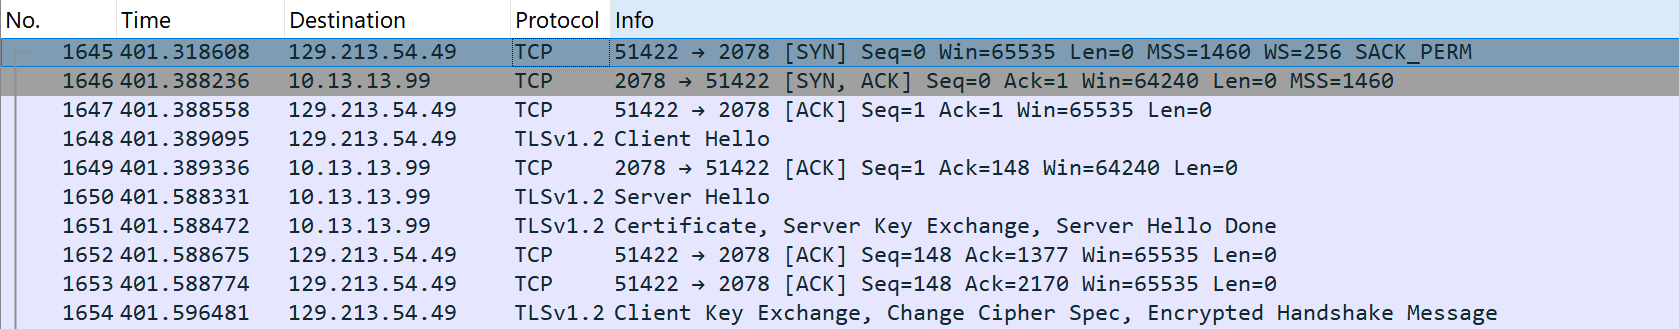 No. Time Destination Protocol Info
1645 401.318608 129.213.54.49 TCP 51422 → 2078 [SYN] Seq=0 Win=65535 Len=0 MSS=1460 WS=256 SACK_PERM
1646 401.388236 10.13.13.99 TCP 2078 → 51422 [SYN, ACK] Seq=0 Ack=1 Win=64240 Len=0 MSS=1460
1647 401.388558 129.213.54.49 TCP 51422 → 2078 [ACK] Seq=1 Ack=1 Win=65535 Len=0
1648 401.389095 129.213.54.49 TLSv1.2 Client Hello
1649 401.389336 10.13.13.99 TCP 2078 → 51422 [ACK] Seq=1 Ack=148 Win=64240 Len=0
1650 401.588331 10.13.13.99 TLSv1.2 Server Hello
1651 401.588472 10.13.13.99 TLSv1.2 Certificate, Server Key Exchange, Server Hello Done
1652 401.588675 129.213.54.49 TCP 51422 → 2078 [ACK] Seq=148 Ack=1377 Win=65535 Len=0
1653 401.588774 129.213.54.49 TCP 51422 → 2078 [ACK] Seq=148 Ack=2170 Win=65535 Len=0
1654 401.596481 129.213.54.49 TLSv1.2 Client Key Exchange, Change Cipher Spec, Encrypted Handshake Message